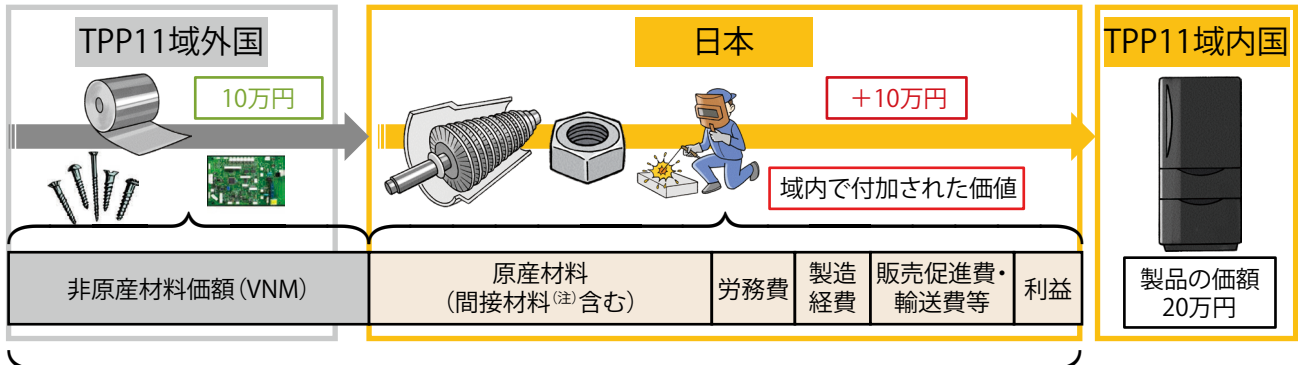 TPP11域外国
日本
TPP11域内国
10万円
＋10万円
域内で付加された価値
非原産材料価額（VNM）
原産材料
（間接材料（注）含む）
労務費
製造
経費
販売促進費・
輸送費等
利益
製品の価額
20万円